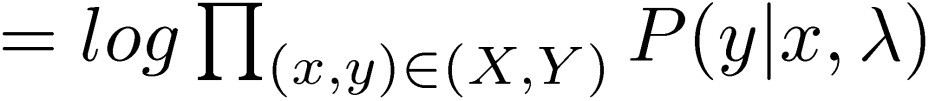 = log ∏(x,y)∈(X,Y) P(y|x, λ)